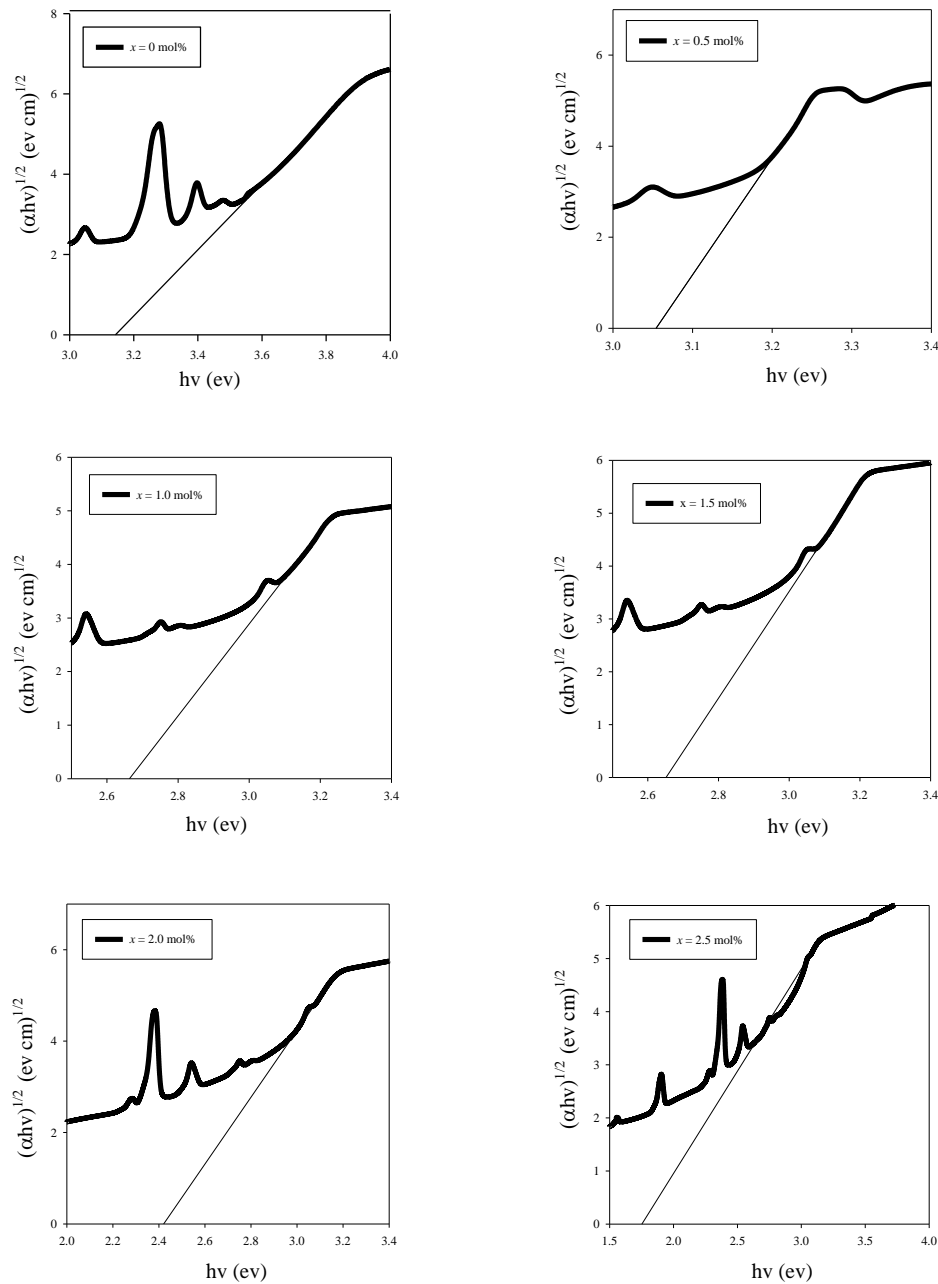 x = 0 mol%
(αhv)1/2 (ev cm)1/2
8
6
4
2
0
3.0 3.2 3.4 3.6 3.8 4.0
hv (ev)
x = 0.5 mol%
(αhv)1/2 (ev cm)1/2
6
4
2
0
3.0 3.1 3.2 3.3 3.4
hv (ev)
x = 1.0 mol%
(αhv)1/2 (ev cm)1/2
6
5
4
3
2
1
0
2.6 2.8 3.0 3.2 3.4
hv (ev)
x = 1.5 mol%
(αhv)1/2 (ev cm)1/2
6
5
4
3
2
1
0
2.6 2.8 3.0 3.2 3.4
hv (ev)
x = 2.0 mol%
(αhv)1/2 (ev cm)1/2
6
4
2
0
2.0 2.2 2.4 2.6 2.8 3.0 3.2 3.4
hv (ev)
x = 2.5 mol%
(αhv)1/2 (ev cm)1/2
6
5
4
3
2
1
0
1.5 2.0 2.5 3.0 3.5 4.0
hv (ev)